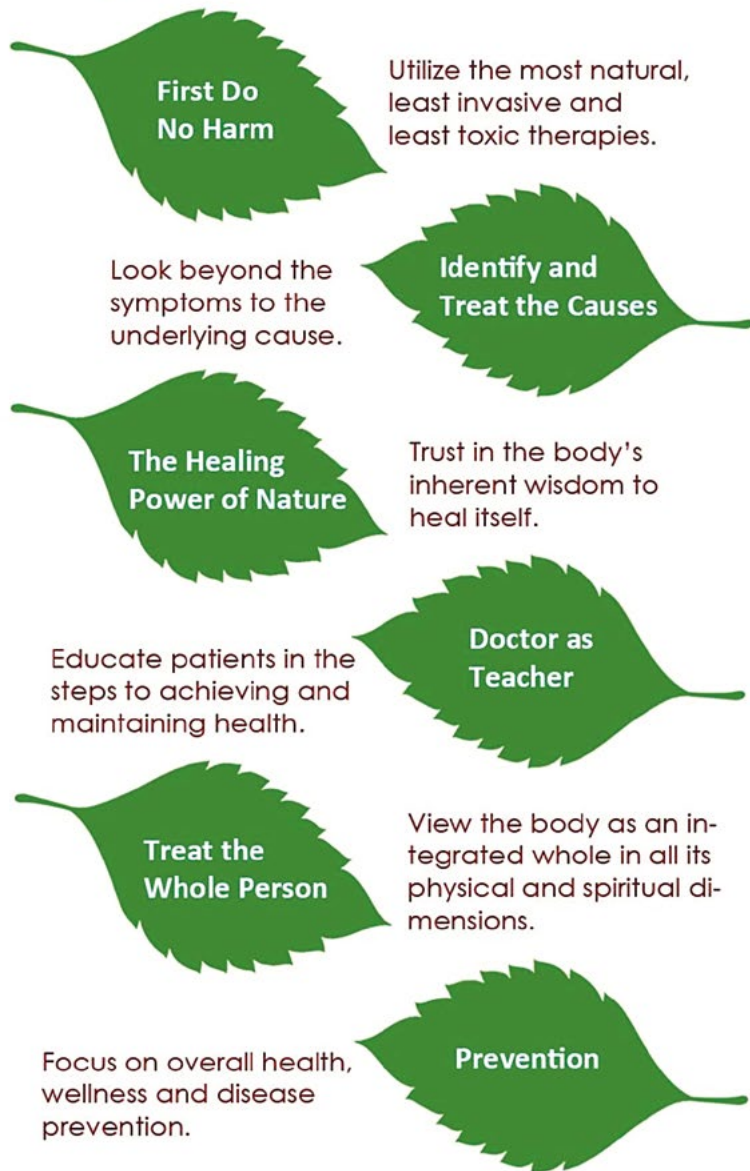 First Do
No Harm
Utilize the most natural,
least invasive and
least toxic therapies.
Look beyond the
symptoms to the
underlying cause.
Identify and
Treat the Causes
The Healing
Power of Nature
Trust in the body's
inherent wisdom to
heal itself.
Educate patients in the
steps to achieving and
maintaining health.
Doctor as
Teacher
Treat the
Whole Person
View the body as an in-
tegrated whole in all its
physical and spiritual di-
mensions.
Focus on overall health,
wellness and disease
prevention.
Prevention